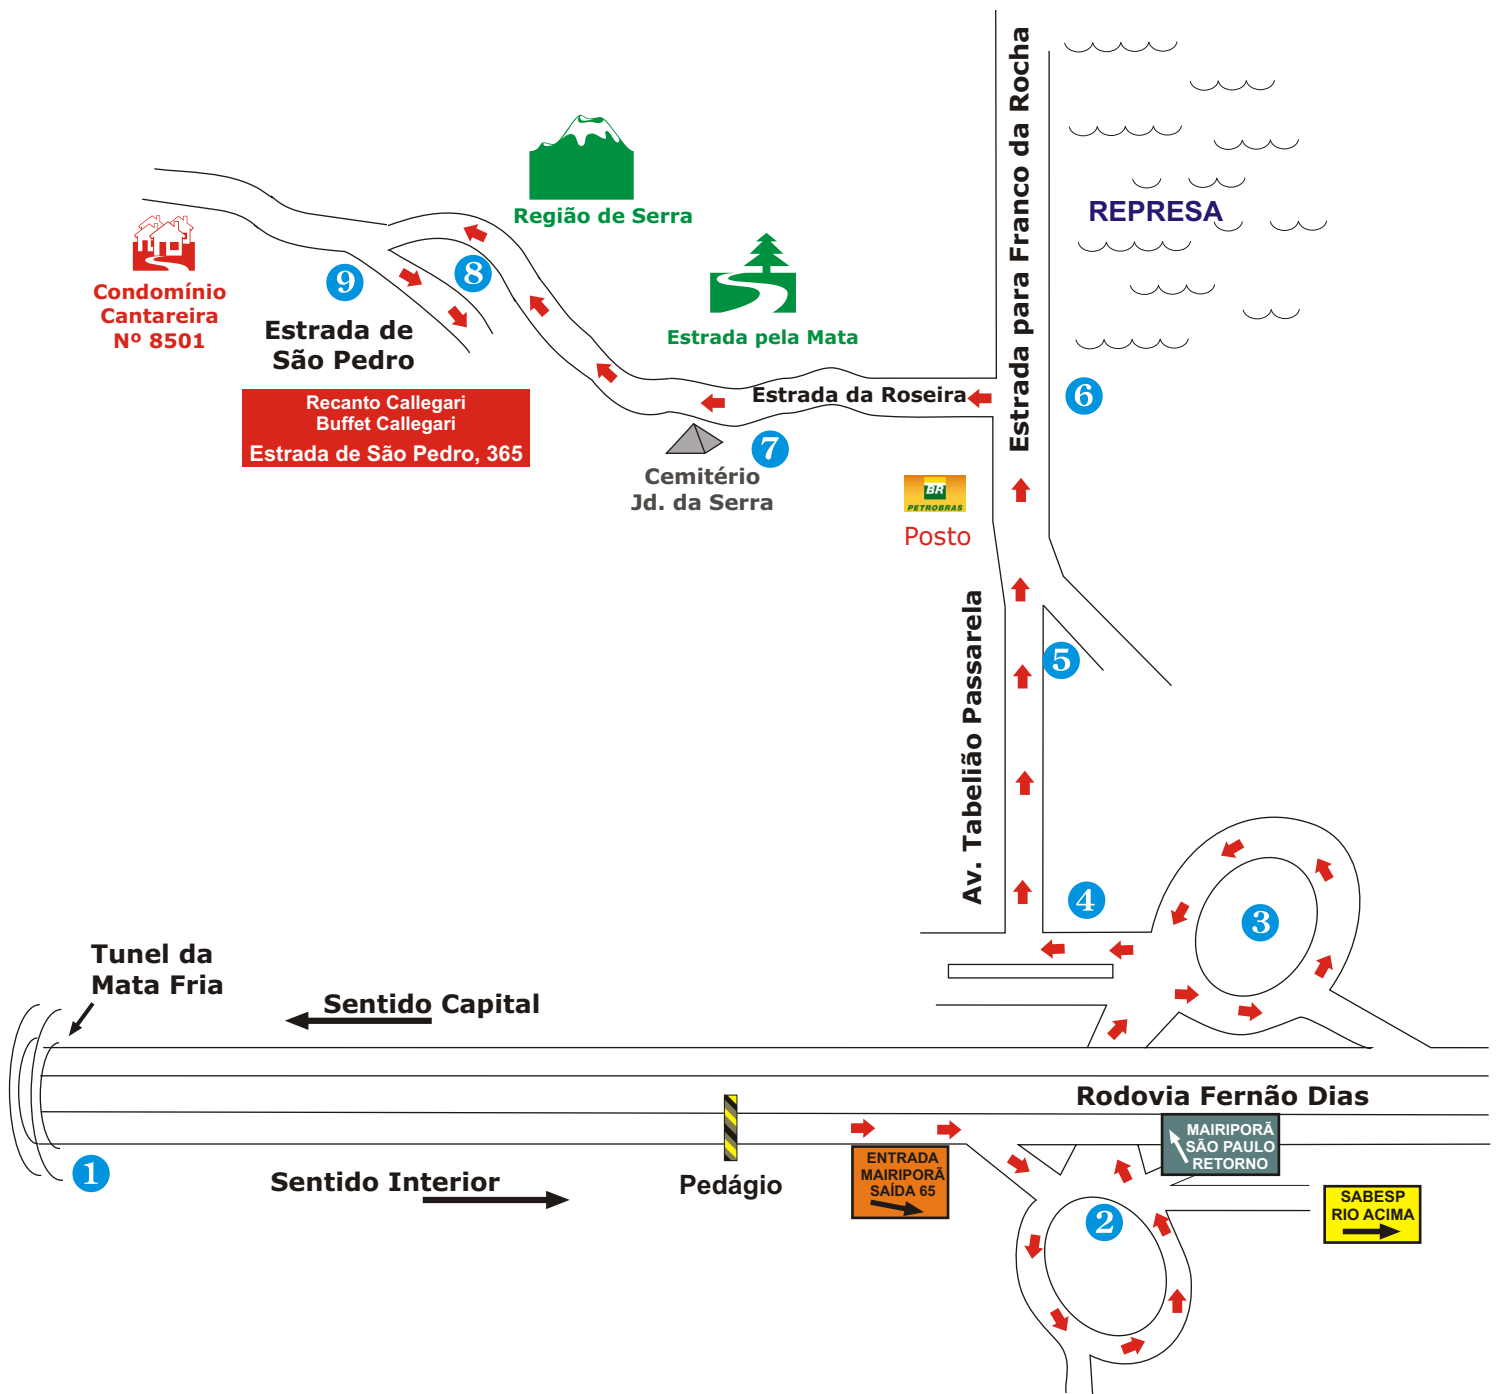 Estrada para Franco da Rocha
REPRESA
Região de Serra
Estrada pela Mata
Condomínio
Cantareira
Nº 8501
9
8
Estrada de
São Pedro
Recanto Callegari
Buffet Callegari
Estrada de São Pedro, 365
Estrada da Roseira
6
7
Cemitério
Jd. da Serra
BR
PETROBRAS
Posto
Av. Tabelião Passarela
5
4
3
Tunel da
Mata Fria
Sentido Capital
Rodovia Fernão Dias
MAIRIPORÃ
SÃO PAULO
RETORNO
1
Sentido Interior
Pedágio
ENTRADA
MAIRIPORÃ
SAÍDA 65
2
SABESP
RIO ACIMA